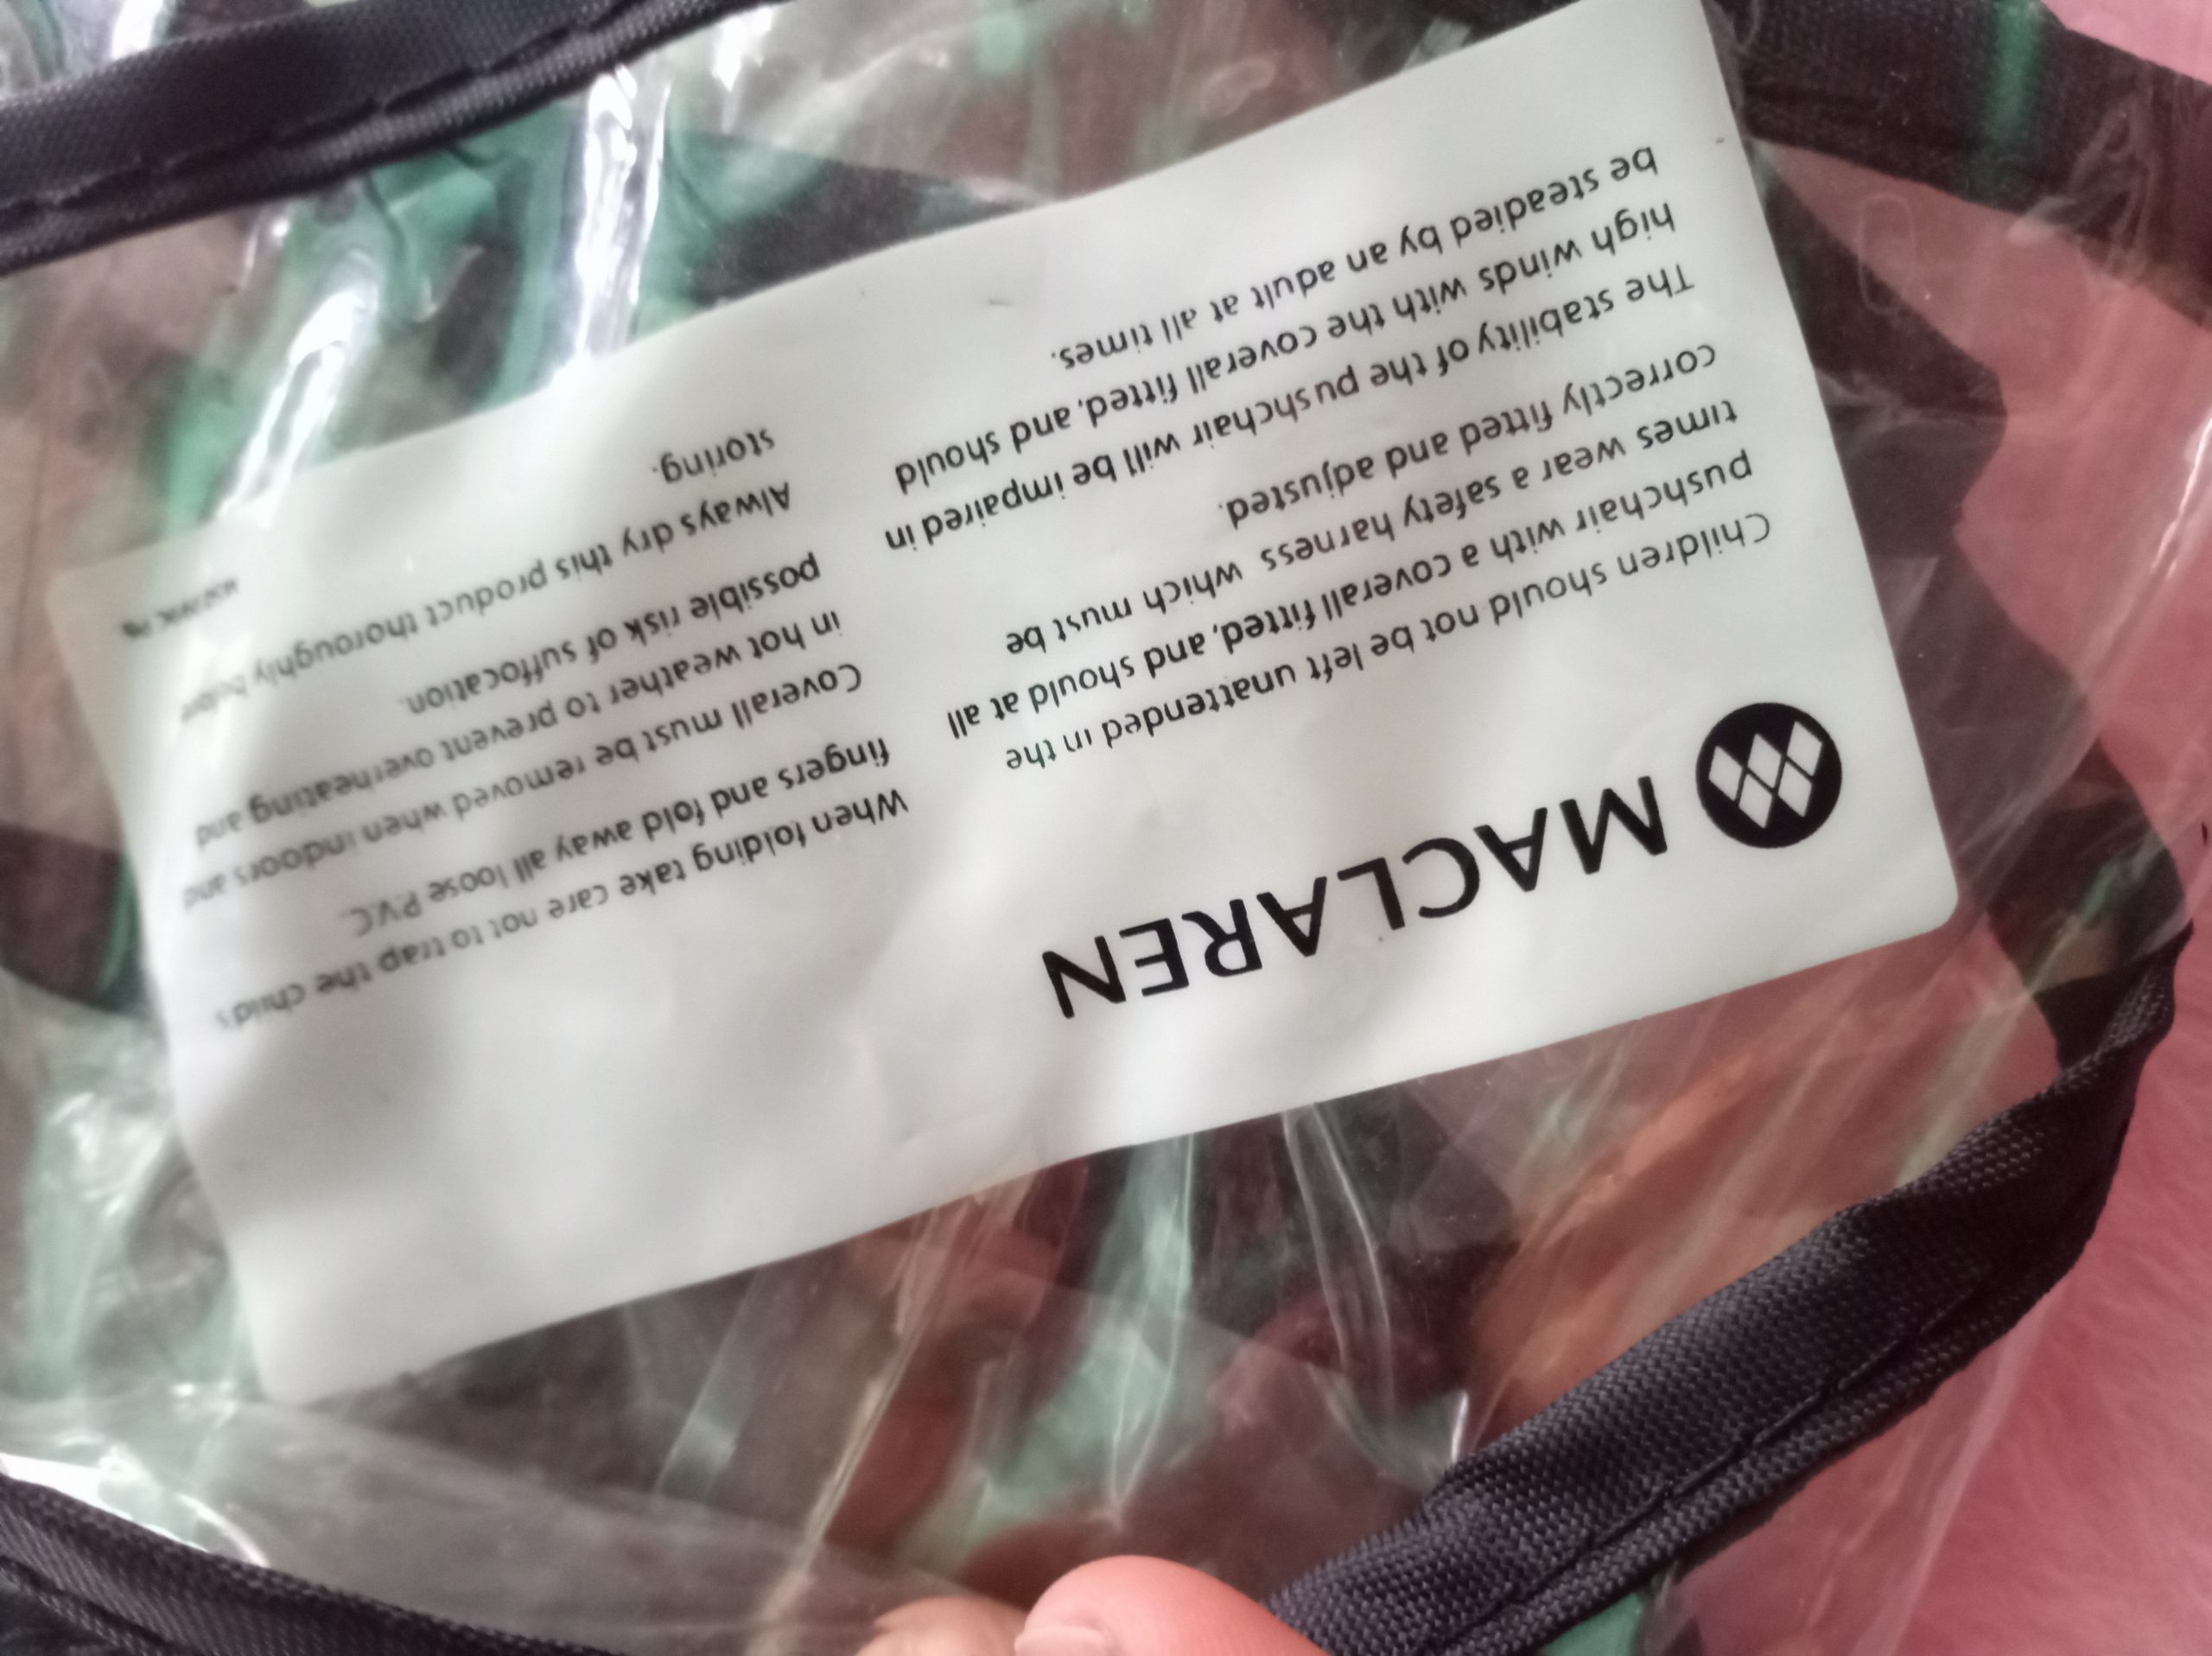 MACLAREN
Children should not be left unattended in the
pushchair with a coverall fitted, and should at all
times wear a safety harness which must be
correctly fitted and adjusted.
The stability of the pushchair will be impaired in
high winds with the coverall fitted, and should
be steadied by an adult at all times.
When folding take care not to trap the child's
fingers and fold away all loose P.V.C.
Coverall must be removed when indoors and
in hot weather to prevent overheating and
possible risk of suffocation.
Always dry this product thoroughly before
storing.